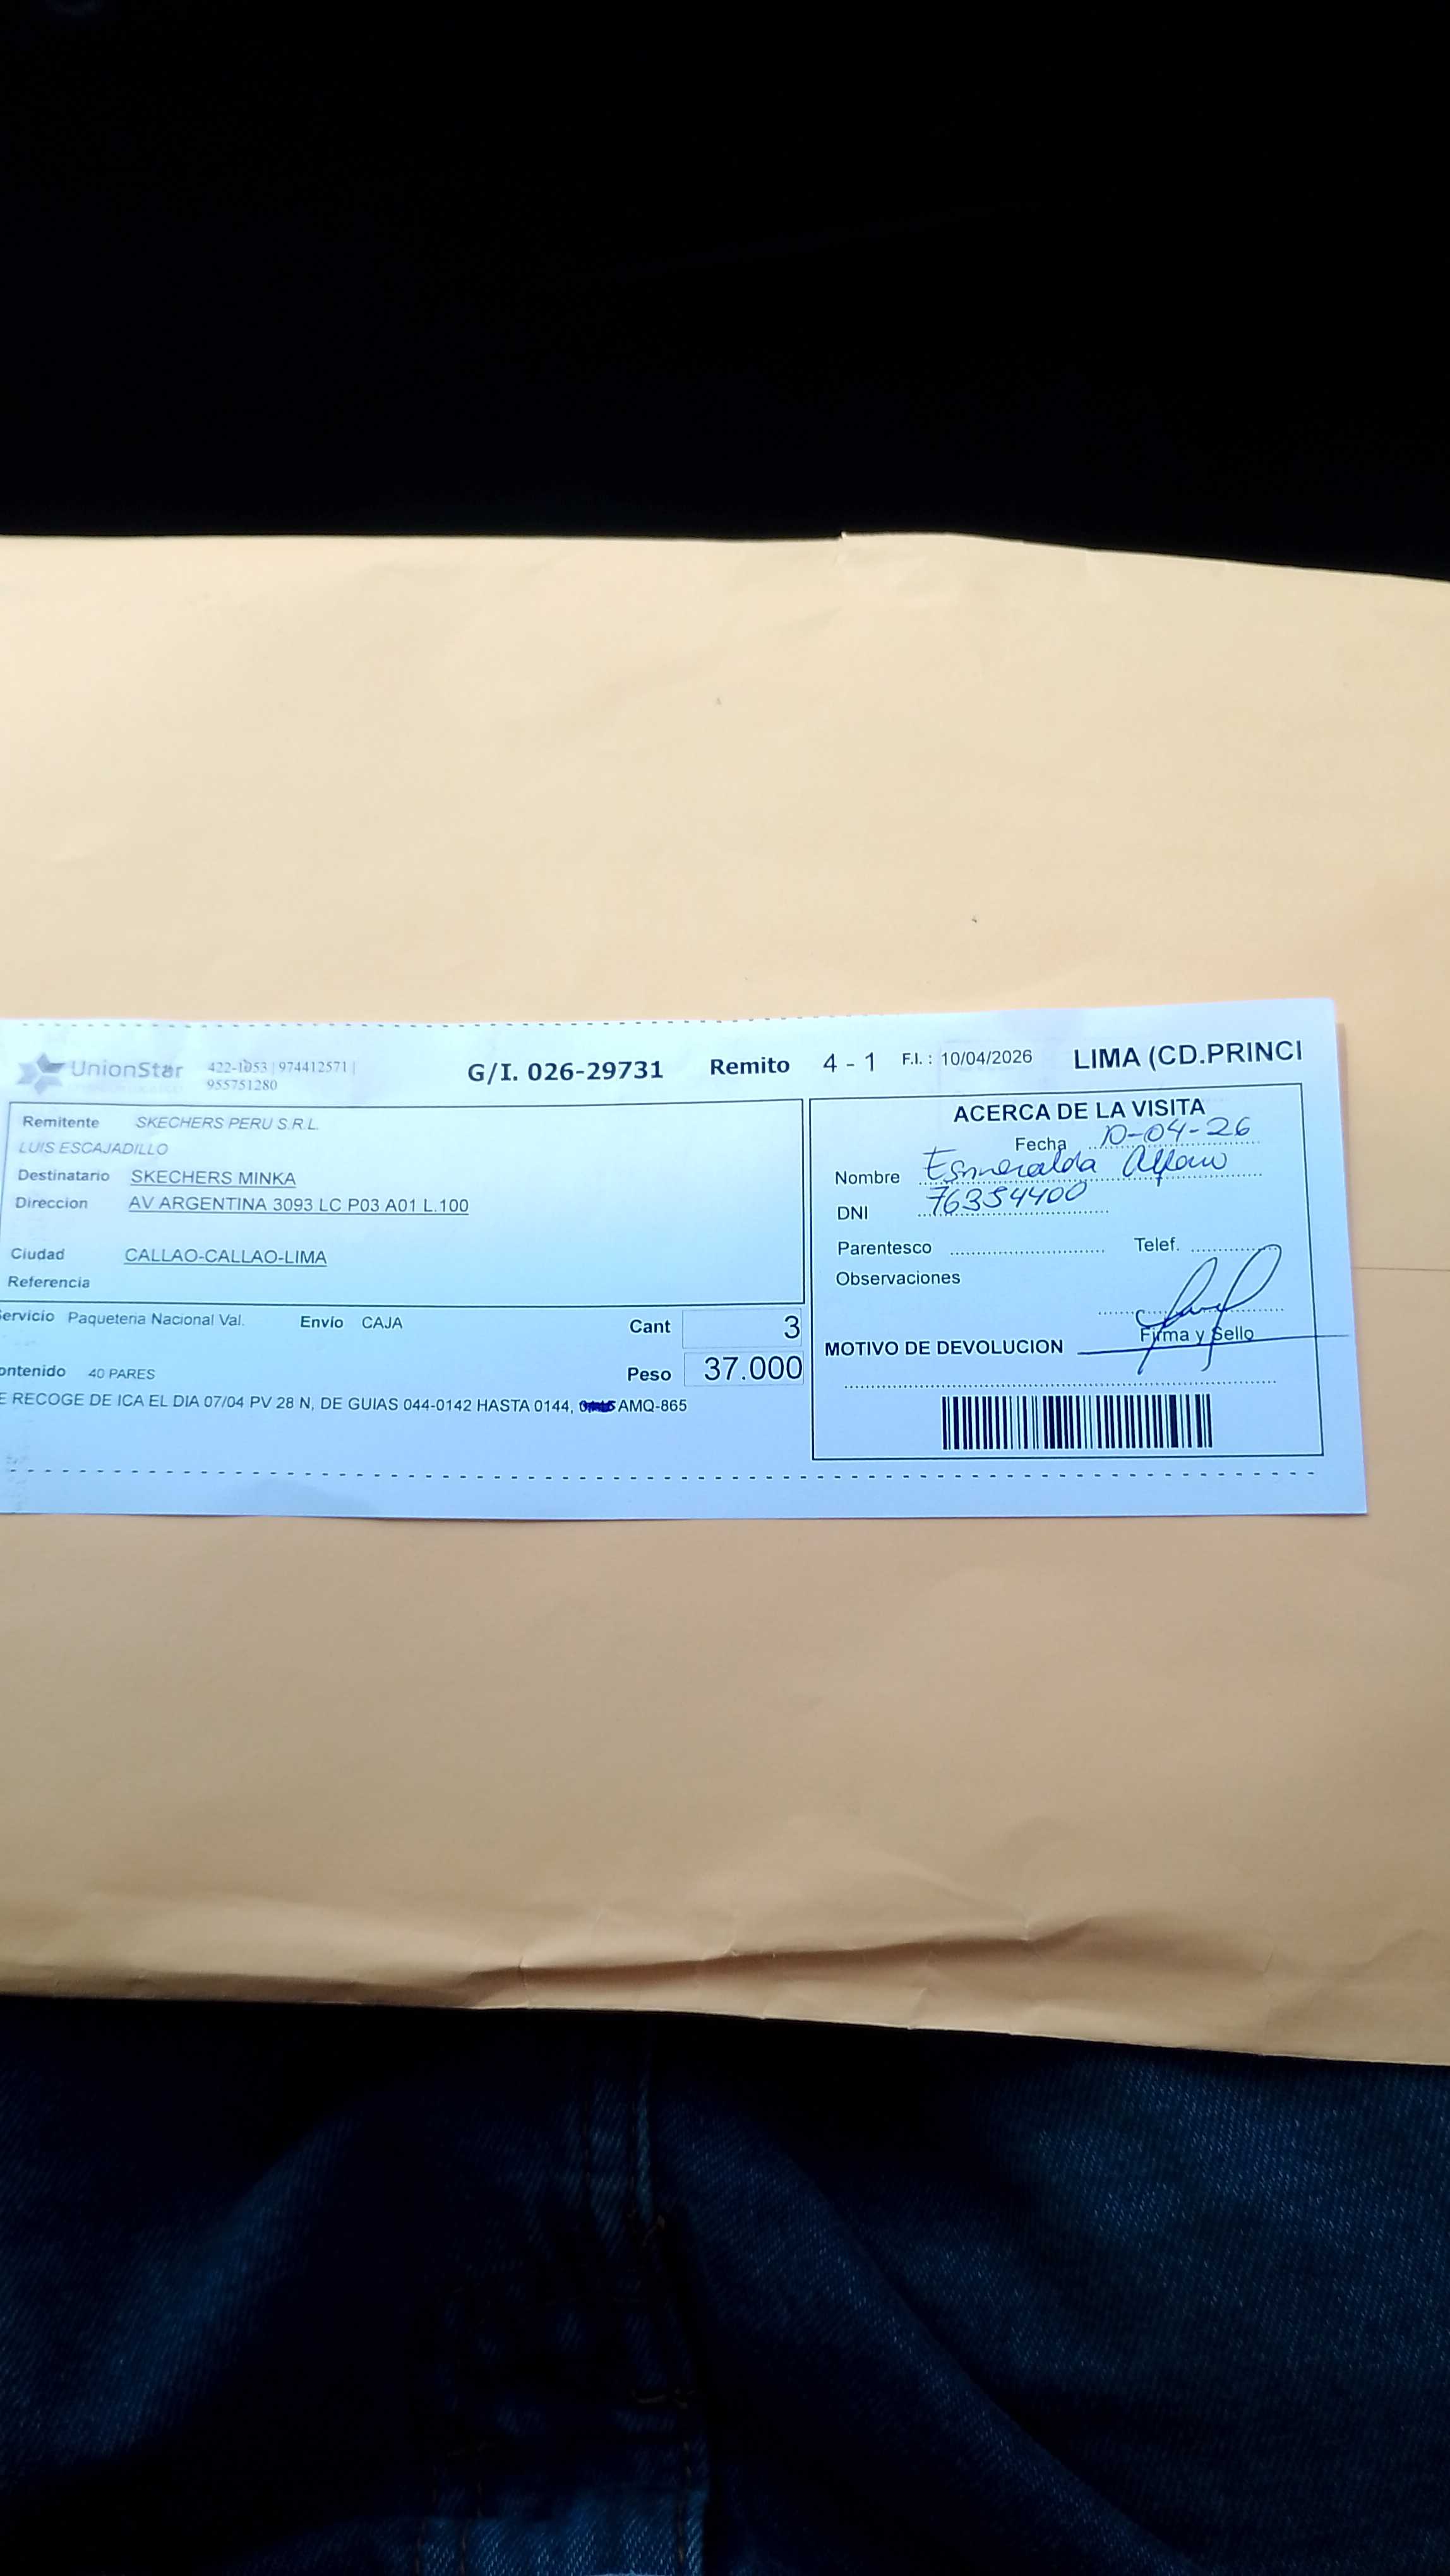 UnionStar 422-1053 | 974412571 | 955751280 G/I. 026-29731 Remito 4 - 1 F.I. : 10/04/2026 LIMA (CD.PRINCI
Remitente SKECHERS PERU S.R.L.
LUIS ESCAJADILLO
Destinatario SKECHERS MINKA
Direccion AV ARGENTINA 3093 LC P03 A01 L.100
Ciudad CALLAO-CALLAO-LIMA
Referencia
Servicio Paqueteria Nacional Val. Envío CAJA Cant 3
ontenido 40 PARES Peso 37.000
E RECOGE DE ICA EL DIA 07/04 PV 28 N, DE GUIAS 044-0142 HASTA 0144, AMQ-865
ACERCA DE LA VISITA
Fecha 10-04-26
Nombre Esmeralda Alfaro
DNI 76354400
Parentesco Telef.
Observaciones
Firma y Sello
MOTIVO DE DEVOLUCION